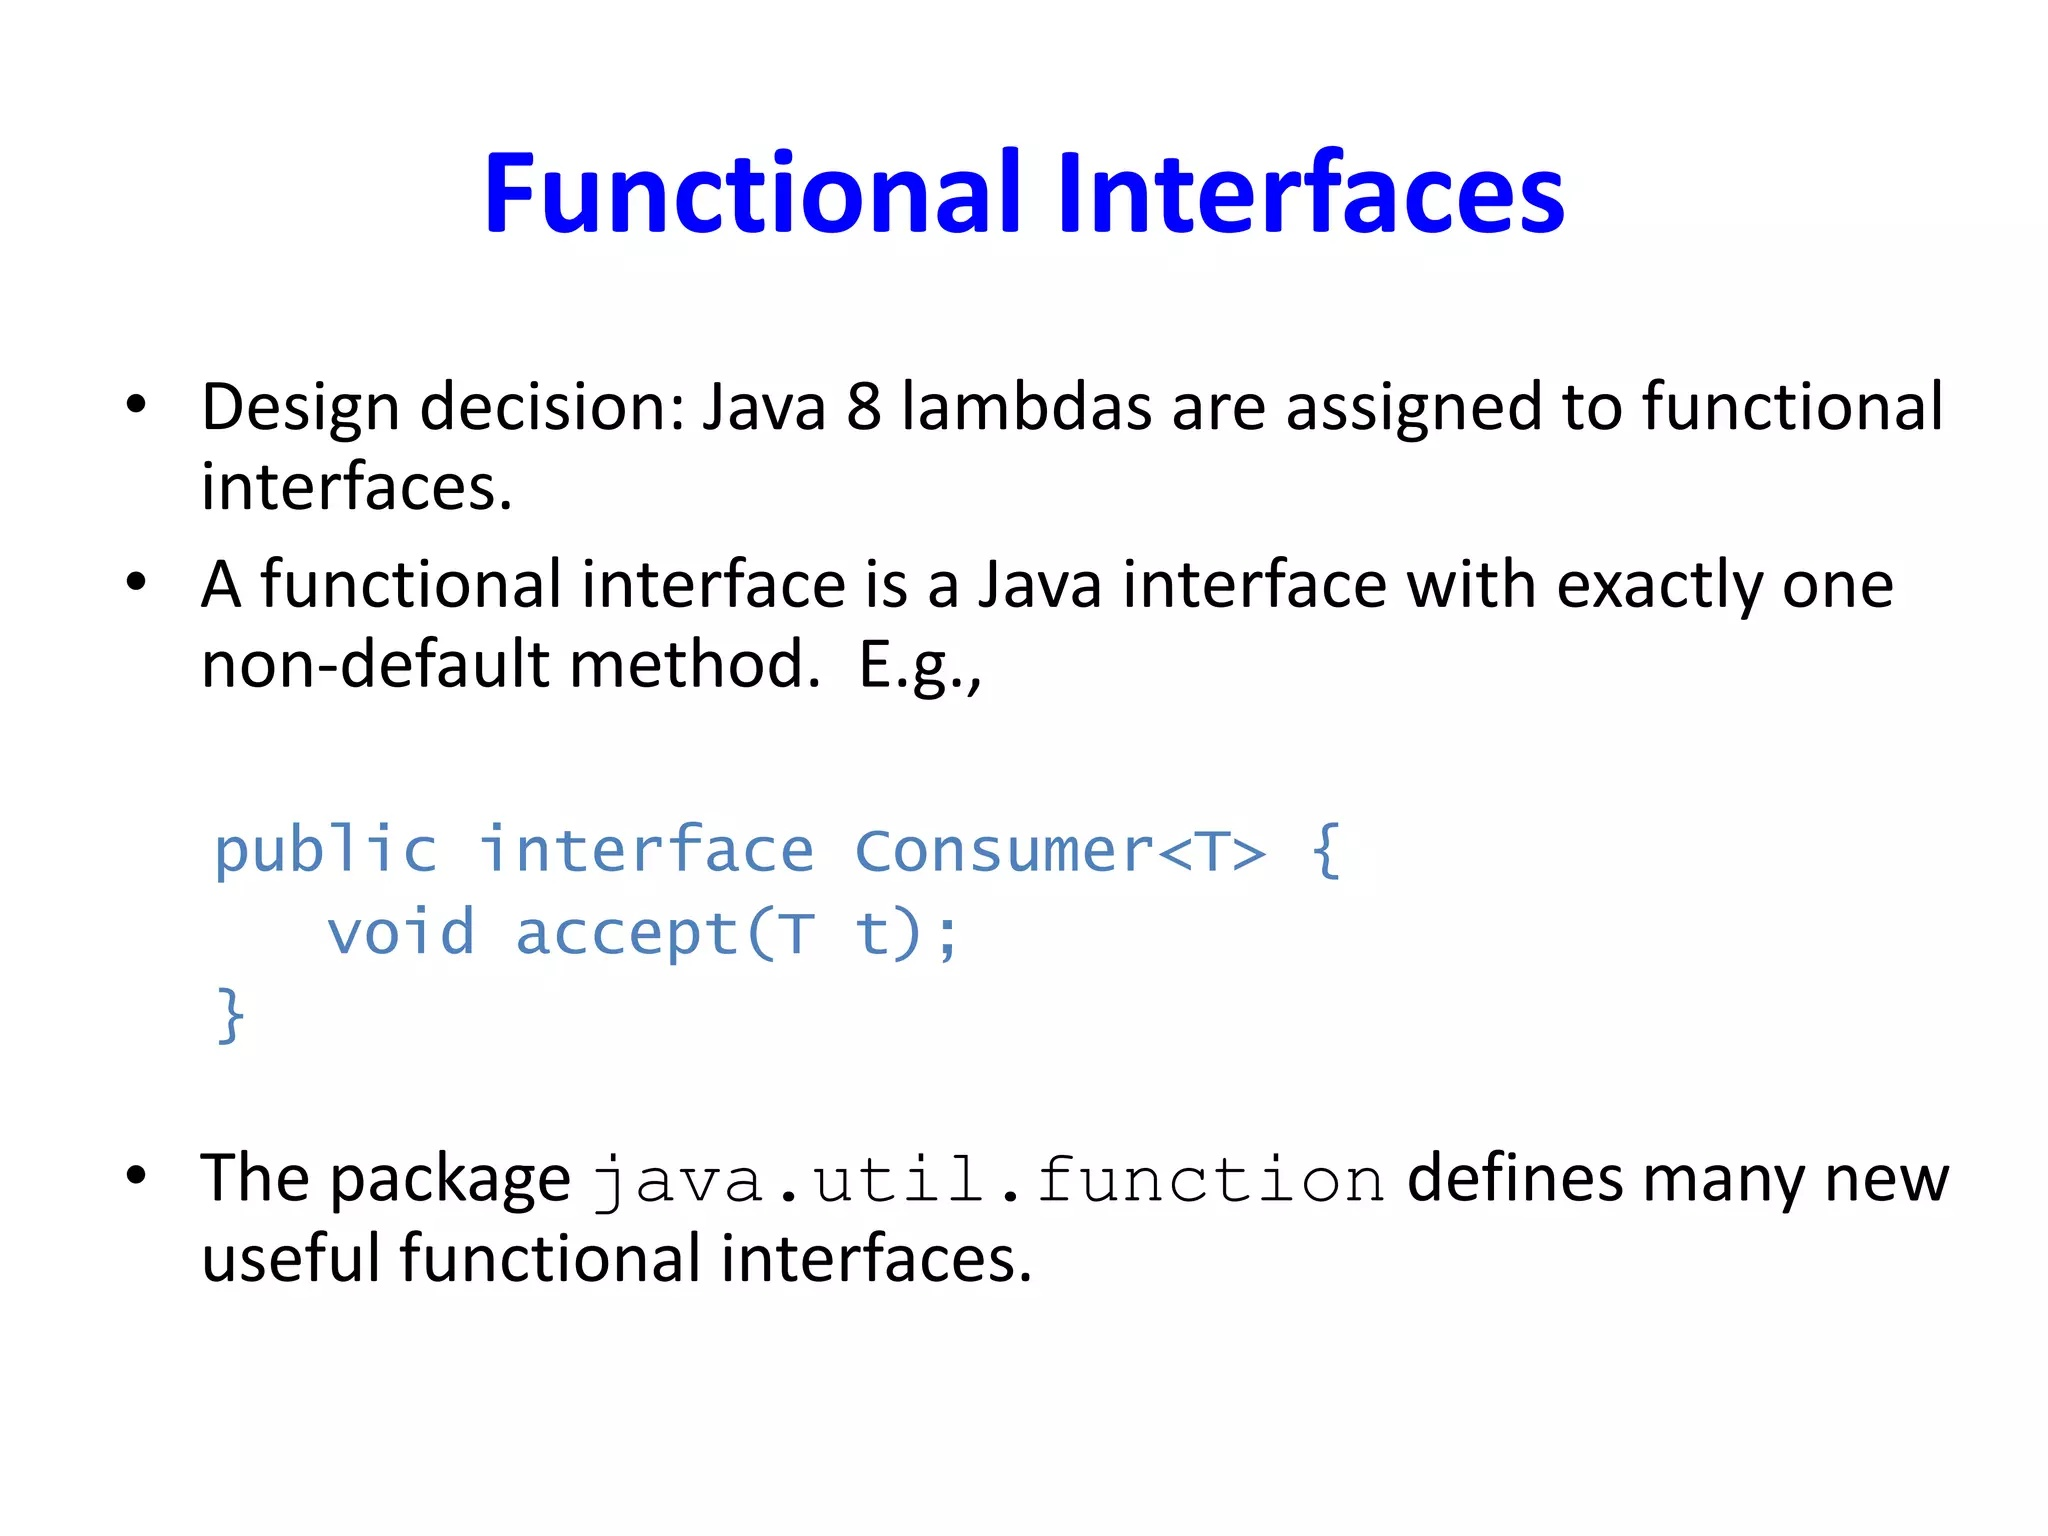 Functional Interfaces
• Design decision: Java 8 lambdas are assigned to functional
interfaces.
• A functional interface is a Java interface with exactly one
non-default method.  E.g.,
public interface Consumer<T> {
   void accept(T t);
}
• The package java.util.function defines many new
useful functional interfaces.